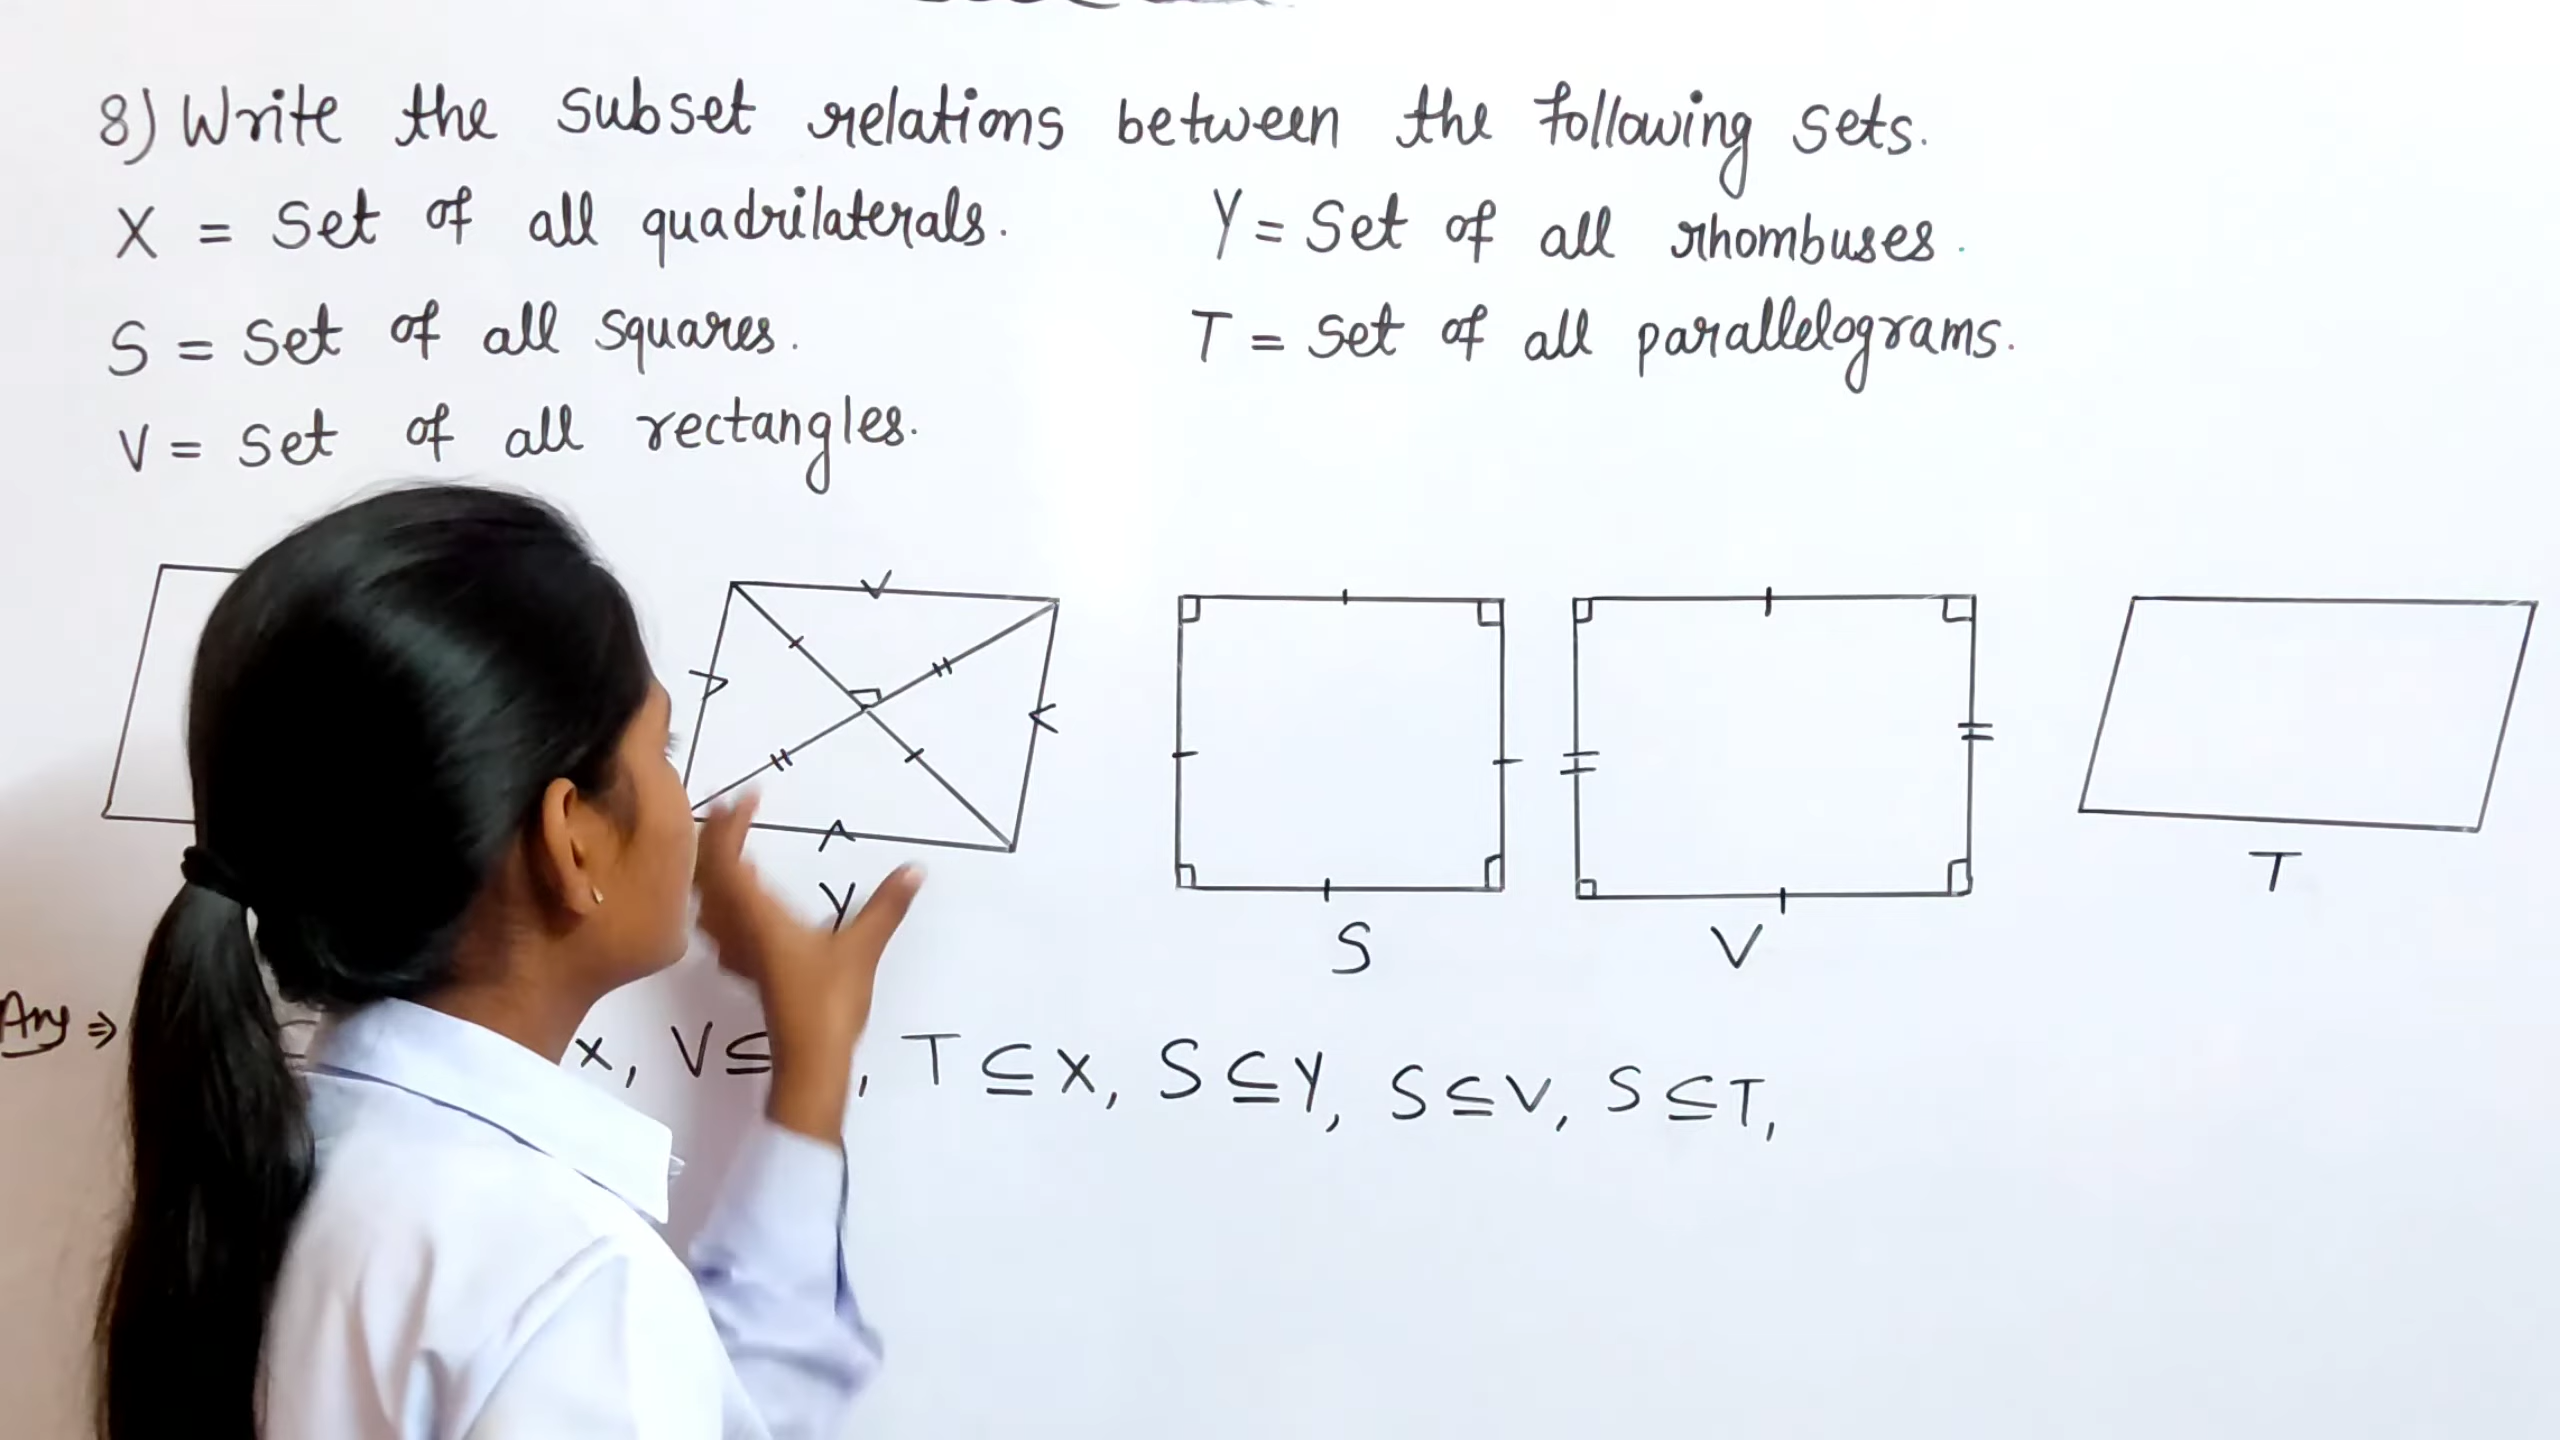 8) Write the subset relations between the following sets.
X = Set of all quadrilaterals. Y = Set of all rhombuses.
S = Set of all squares. T = Set of all parallelograms.
V = Set of all rectangles.
Y S V T
Ans ⇒ X, V ⊆ , T ⊆ X, S ⊆ Y, S ⊆ V, S ⊆ T,